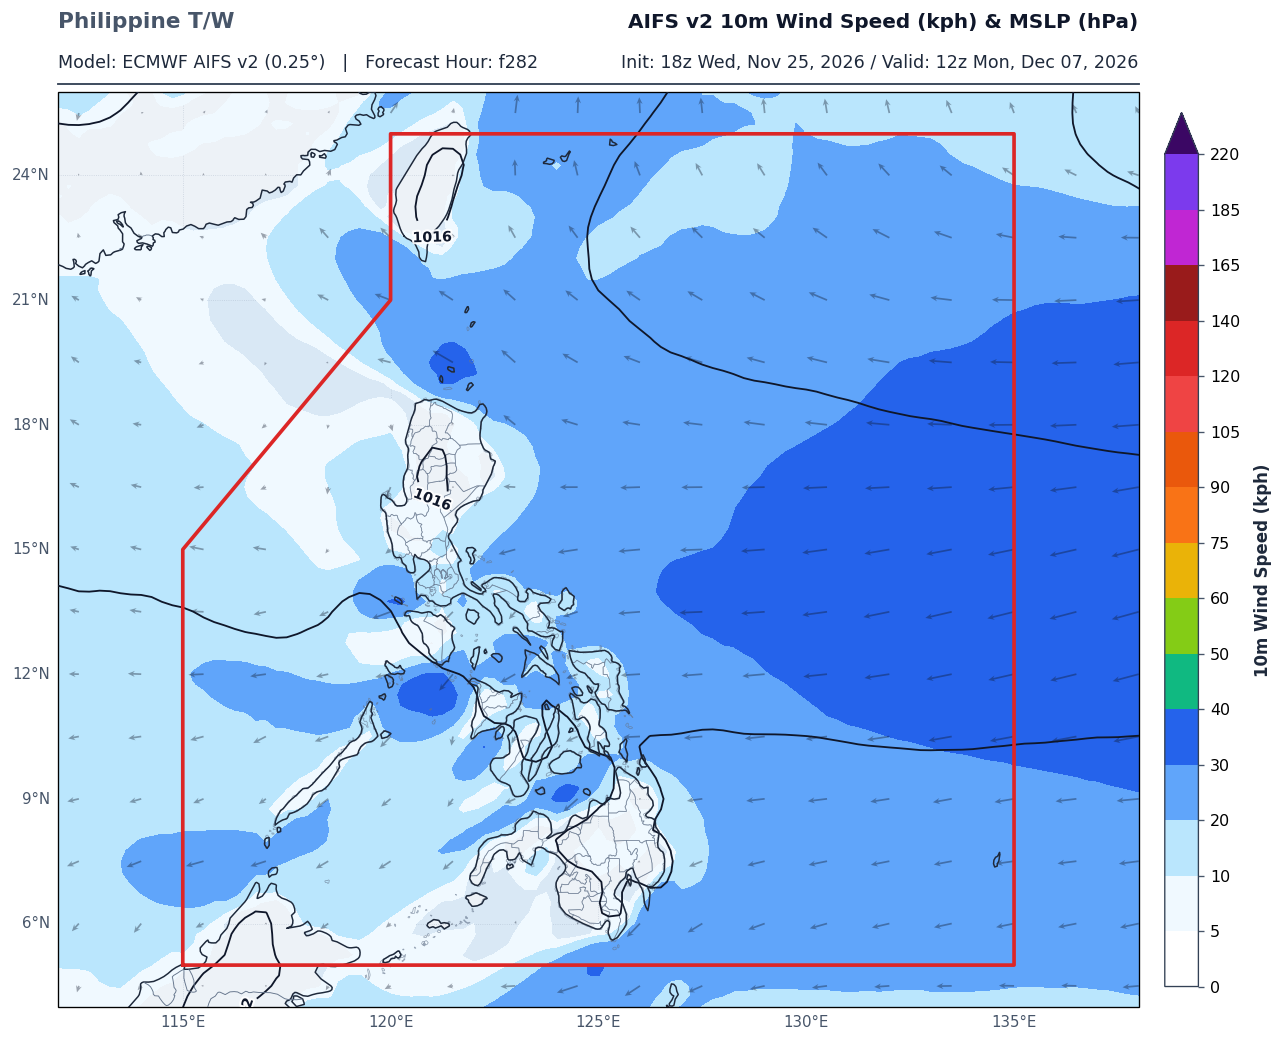 Philippine T/W
AIFS v2 10m Wind Speed (kph) & MSLP (hPa)
Model: ECMWF AIFS v2 (0.25°) | Forecast Hour: f282
Init: 18z Wed, Nov 25, 2026 / Valid: 12z Mon, Dec 07, 2026
24°N
21°N
18°N
15°N
12°N
9°N
6°N
1016
1016
2
115°E
120°E
125°E
130°E
135°E
220
185
165
140
120
105
90
75
60
50
40
30
20
10
5
0
10m Wind Speed (kph)